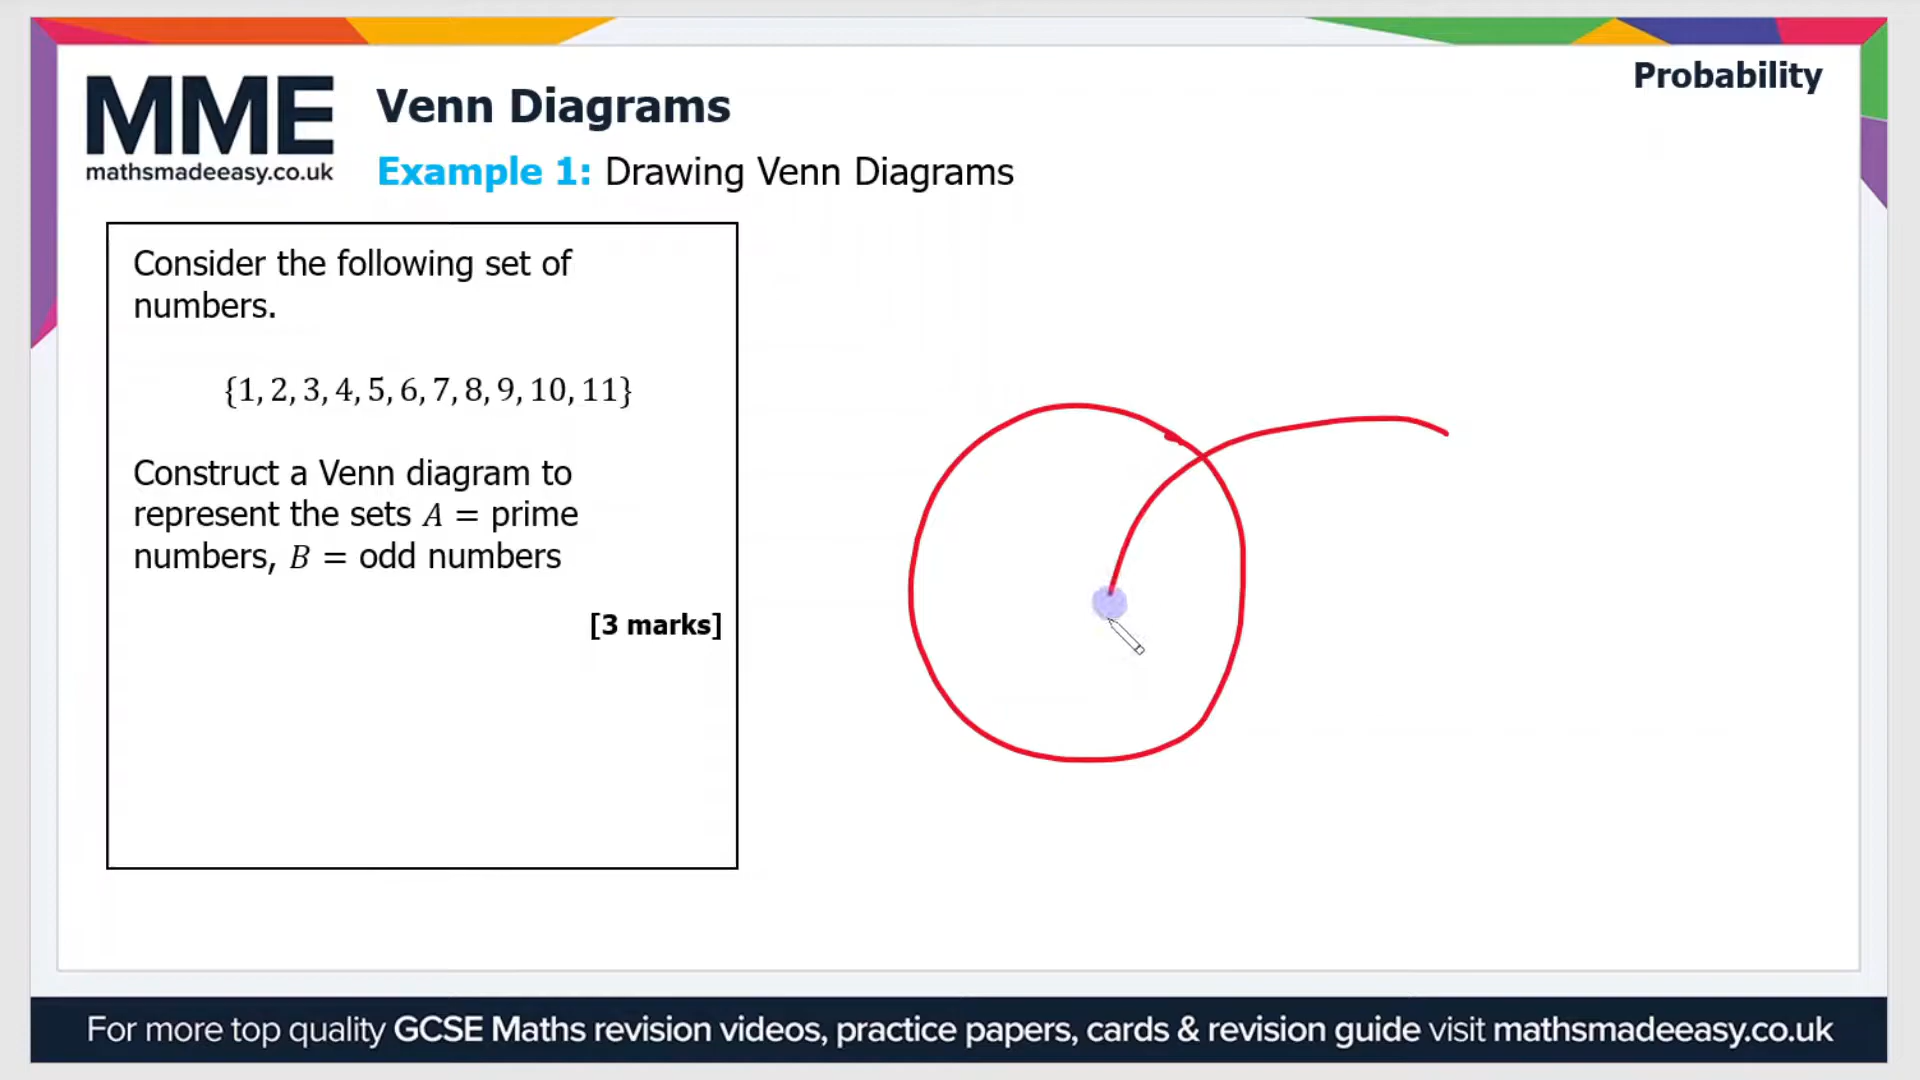 Probability
MME
mathsmadeeasy.co.uk
Venn Diagrams
Example 1: Drawing Venn Diagrams
Consider the following set of
numbers.
{1, 2, 3, 4, 5, 6, 7, 8, 9, 10, 11}
Construct a Venn diagram to
represent the sets A = prime
numbers, B = odd numbers
[3 marks]
For more top quality GCSE Maths revision videos, practice papers, cards & revision guide visit mathsmadeeasy.co.uk